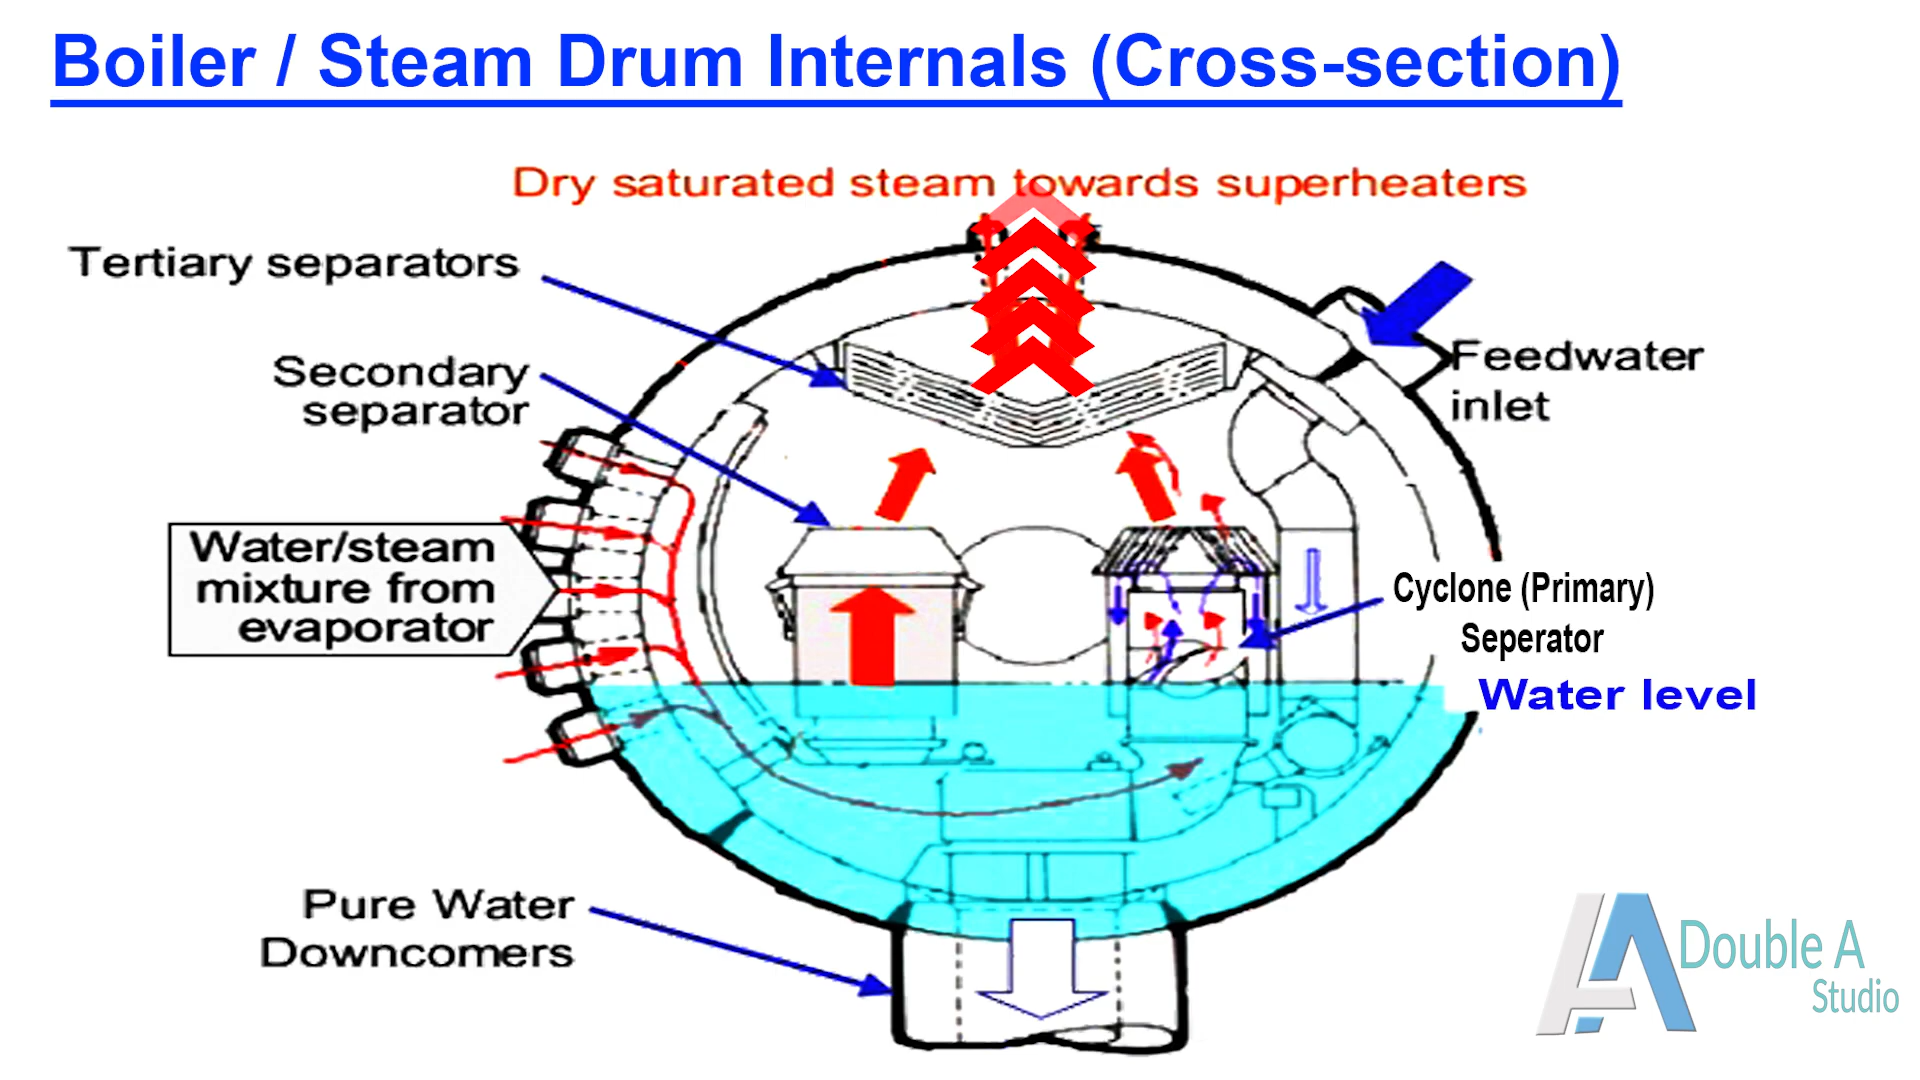 Boiler / Steam Drum Internals (Cross-section)
Dry saturated steam towards superheaters
Tertiary separators
Secondary
separator
Feedwater
inlet
Water/steam
mixture from
evaporator
Cyclone (Primary)
Seperator
Water level
Pure Water
Downcomers
Double A
Studio